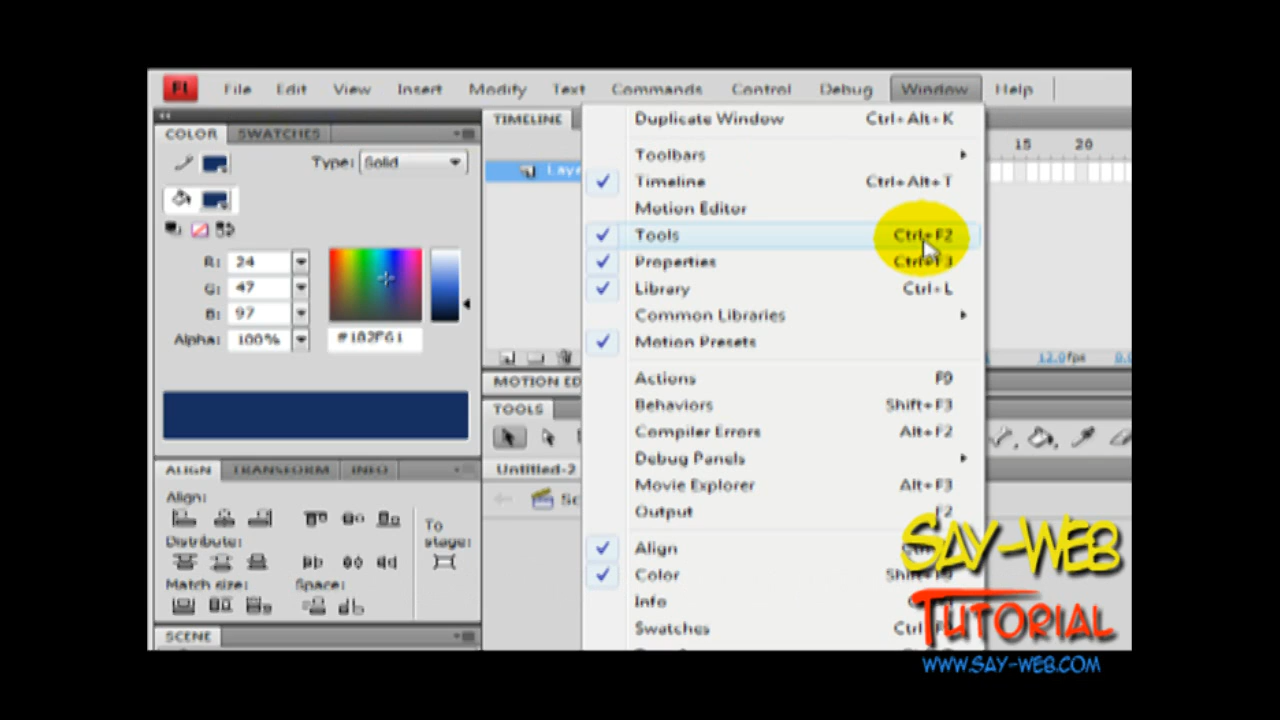 Fl File Edit View Insert Modify Text Commands Control Debug Window Help
COLOR SWATCHES
Type: Solid
R: 24
G: 47
B: 97
Alpha: 100% #182F61
ALIGN TRANSFORM INFO
Align:
To
stage:
Distribute:
Match size: Space:
SCENE
TIMELINE
15 20
12.0fps
TOOLS
Untitled-2
Duplicate Window Ctrl+Alt+K
Toolbars
Timeline Ctrl+Alt+T
Motion Editor
Tools Ctrl+F2
Properties Ctrl+F3
Library Ctrl+L
Common Libraries
Motion Presets
Actions F9
Behaviors Shift+F3
Compiler Errors Alt+F2
Debug Panels
Movie Explorer Alt+F3
Output F2
Align
Color
Info
Swatches
SAY-WEB
TUTORIAL
WWW.SAY-WEB.COM